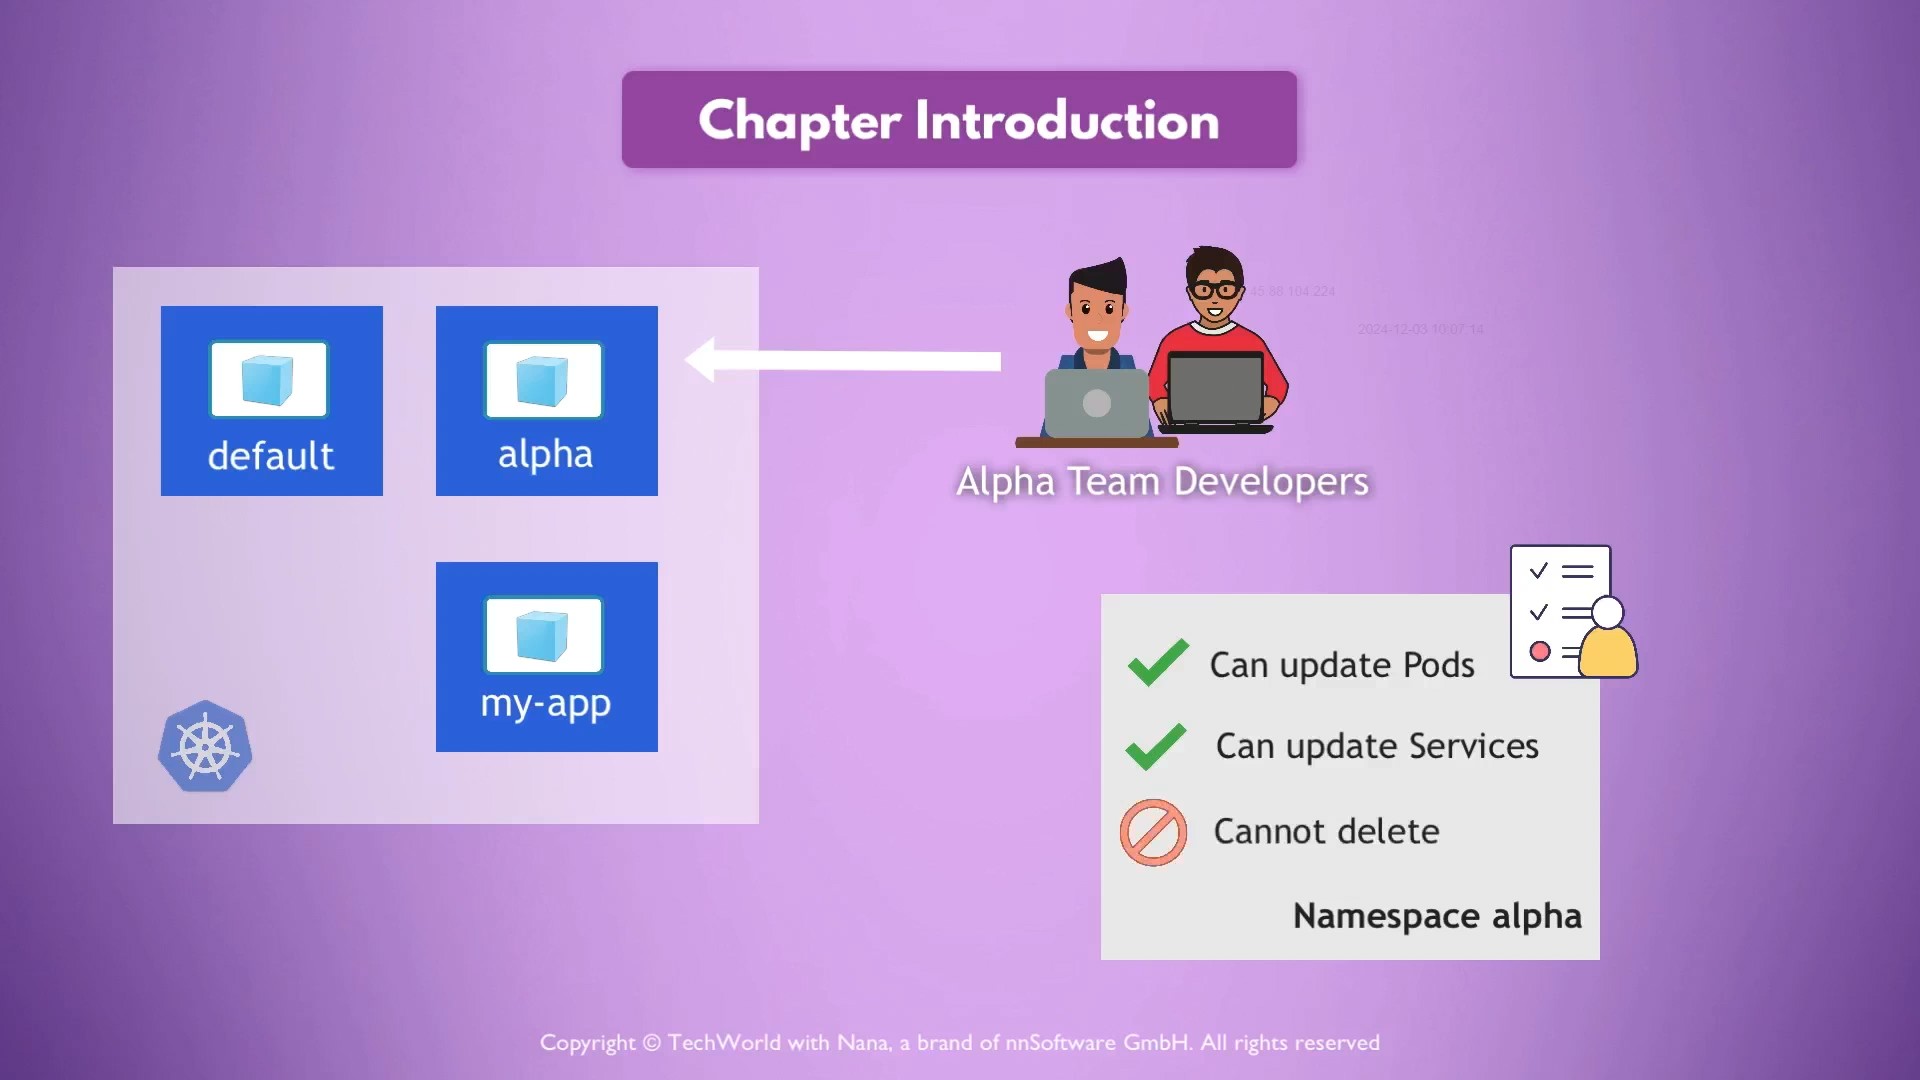 Chapter Introduction
45.88.104.224
2024-12-03 10:07:14
default
alpha
Alpha Team Developers
my-app
Can update Pods
Can update Services
Cannot delete
Namespace alpha
Copyright © TechWorld with Nana, a brand of nnSoftware GmbH. All rights reserved